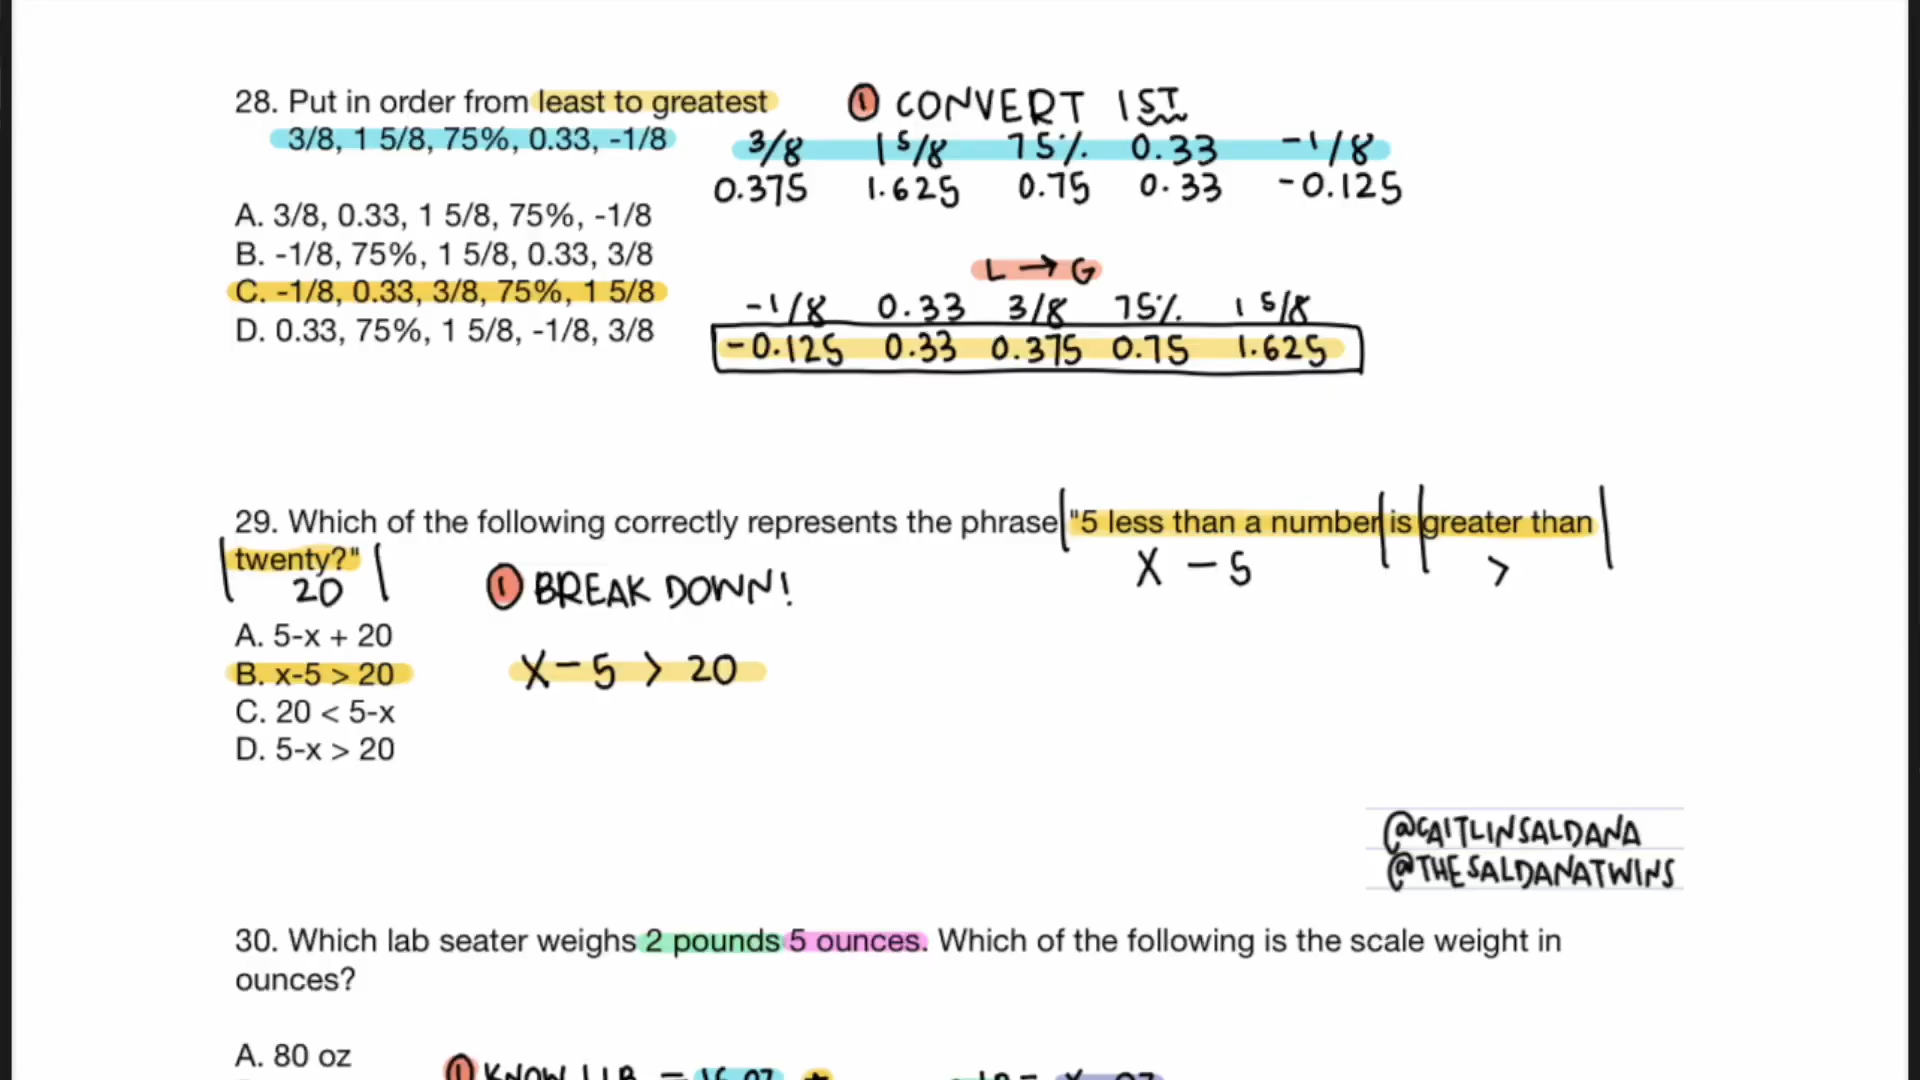 28. Put in order from least to greatest
3/8, 1 5/8, 75%, 0.33, -1/8
A. 3/8, 0.33, 1 5/8, 75%, -1/8
B. -1/8, 75%, 1 5/8, 0.33, 3/8
C. -1/8, 0.33, 3/8, 75%, 1 5/8
D. 0.33, 75%, 1 5/8, -1/8, 3/8
1 CONVERT 1ST
3/8 1 5/8 75% 0.33 -1/8
0.375 1.625 0.75 0.33 -0.125
L → G
-1/8 0.33 3/8 75% 1 5/8
-0.125 0.33 0.375 0.75 1.625
29. Which of the following correctly represents the phrase "5 less than a number is greater than
twenty?"
X - 5 >
20
1 BREAK DOWN!
A. 5-x + 20
B. x-5 > 20
C. 20 < 5-x
D. 5-x > 20
X - 5 > 20
@CAITLINSALDANA
@THESALDANATWINS
30. Which lab seater weighs 2 pounds 5 ounces. Which of the following is the scale weight in
ounces?
A. 80 oz
1 KNOW 1 LB = 16 OZ